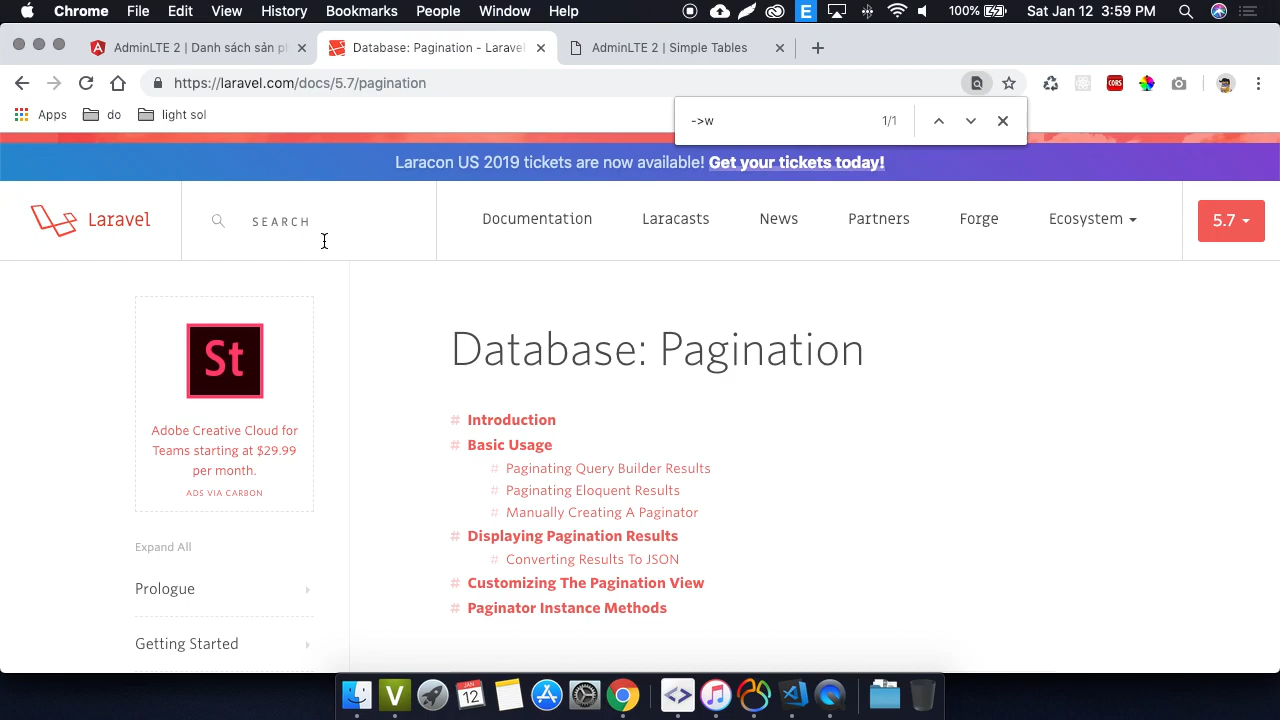 Chrome File Edit View History Bookmarks People Window Help 100% Sat Jan 12 3:59 PM
AdminLTE 2 | Danh sách sản p
Database: Pagination - Laravel
AdminLTE 2 | Simple Tables
https://laravel.com/docs/5.7/pagination
CORS
Apps do light sol
->w 1/1
Laracon US 2019 tickets are now available! Get your tickets today!
Laravel SEARCH Documentation Laracasts News Partners Forge Ecosystem 5.7
St
Adobe Creative Cloud for
Teams starting at $29.99
per month.
ADS VIA CARBON
Expand All
Prologue
Getting Started
Database: Pagination
# Introduction
# Basic Usage
# Paginating Query Builder Results
# Paginating Eloquent Results
# Manually Creating A Paginator
# Displaying Pagination Results
# Converting Results To JSON
# Customizing The Pagination View
# Paginator Instance Methods
JAN
12